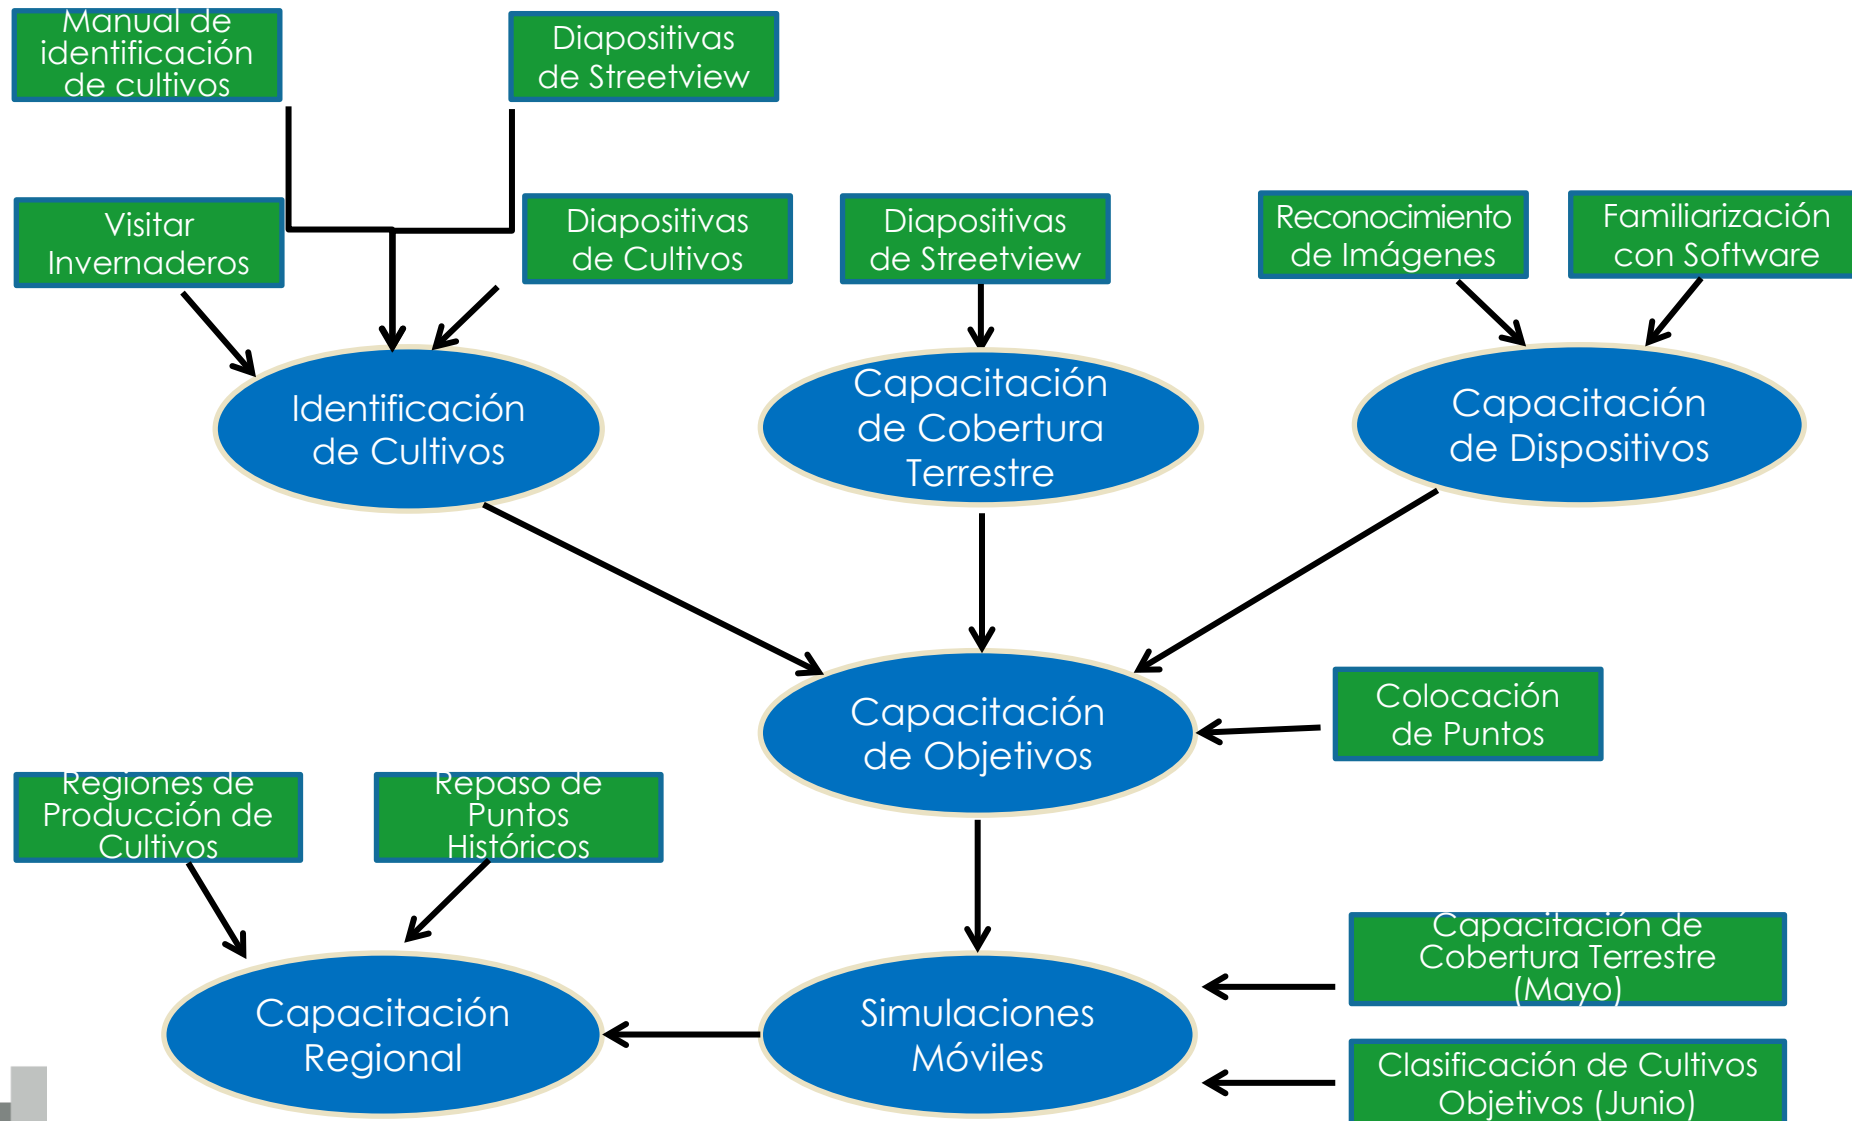 Manual de
identificación
de cultivos
Diapositivas
de Streetview
Visitar
Invernaderos
Diapositivas
de Cultivos
Diapositivas
de Streetview
Reconocimiento
de Imágenes
Familiarización
con Software
Identificación
de Cultivos
Capacitación
de Cobertura
Terrestre
Capacitación
de Dispositivos
Capacitación
de Objetivos
Colocación
de Puntos
Regiones de
Producción de
Cultivos
Repaso de
Puntos
Históricos
Capacitación
Regional
Simulaciones
Móviles
Capacitación de
Cobertura Terrestre
(Mayo)
Clasificación de Cultivos
Objetivos (Junio)